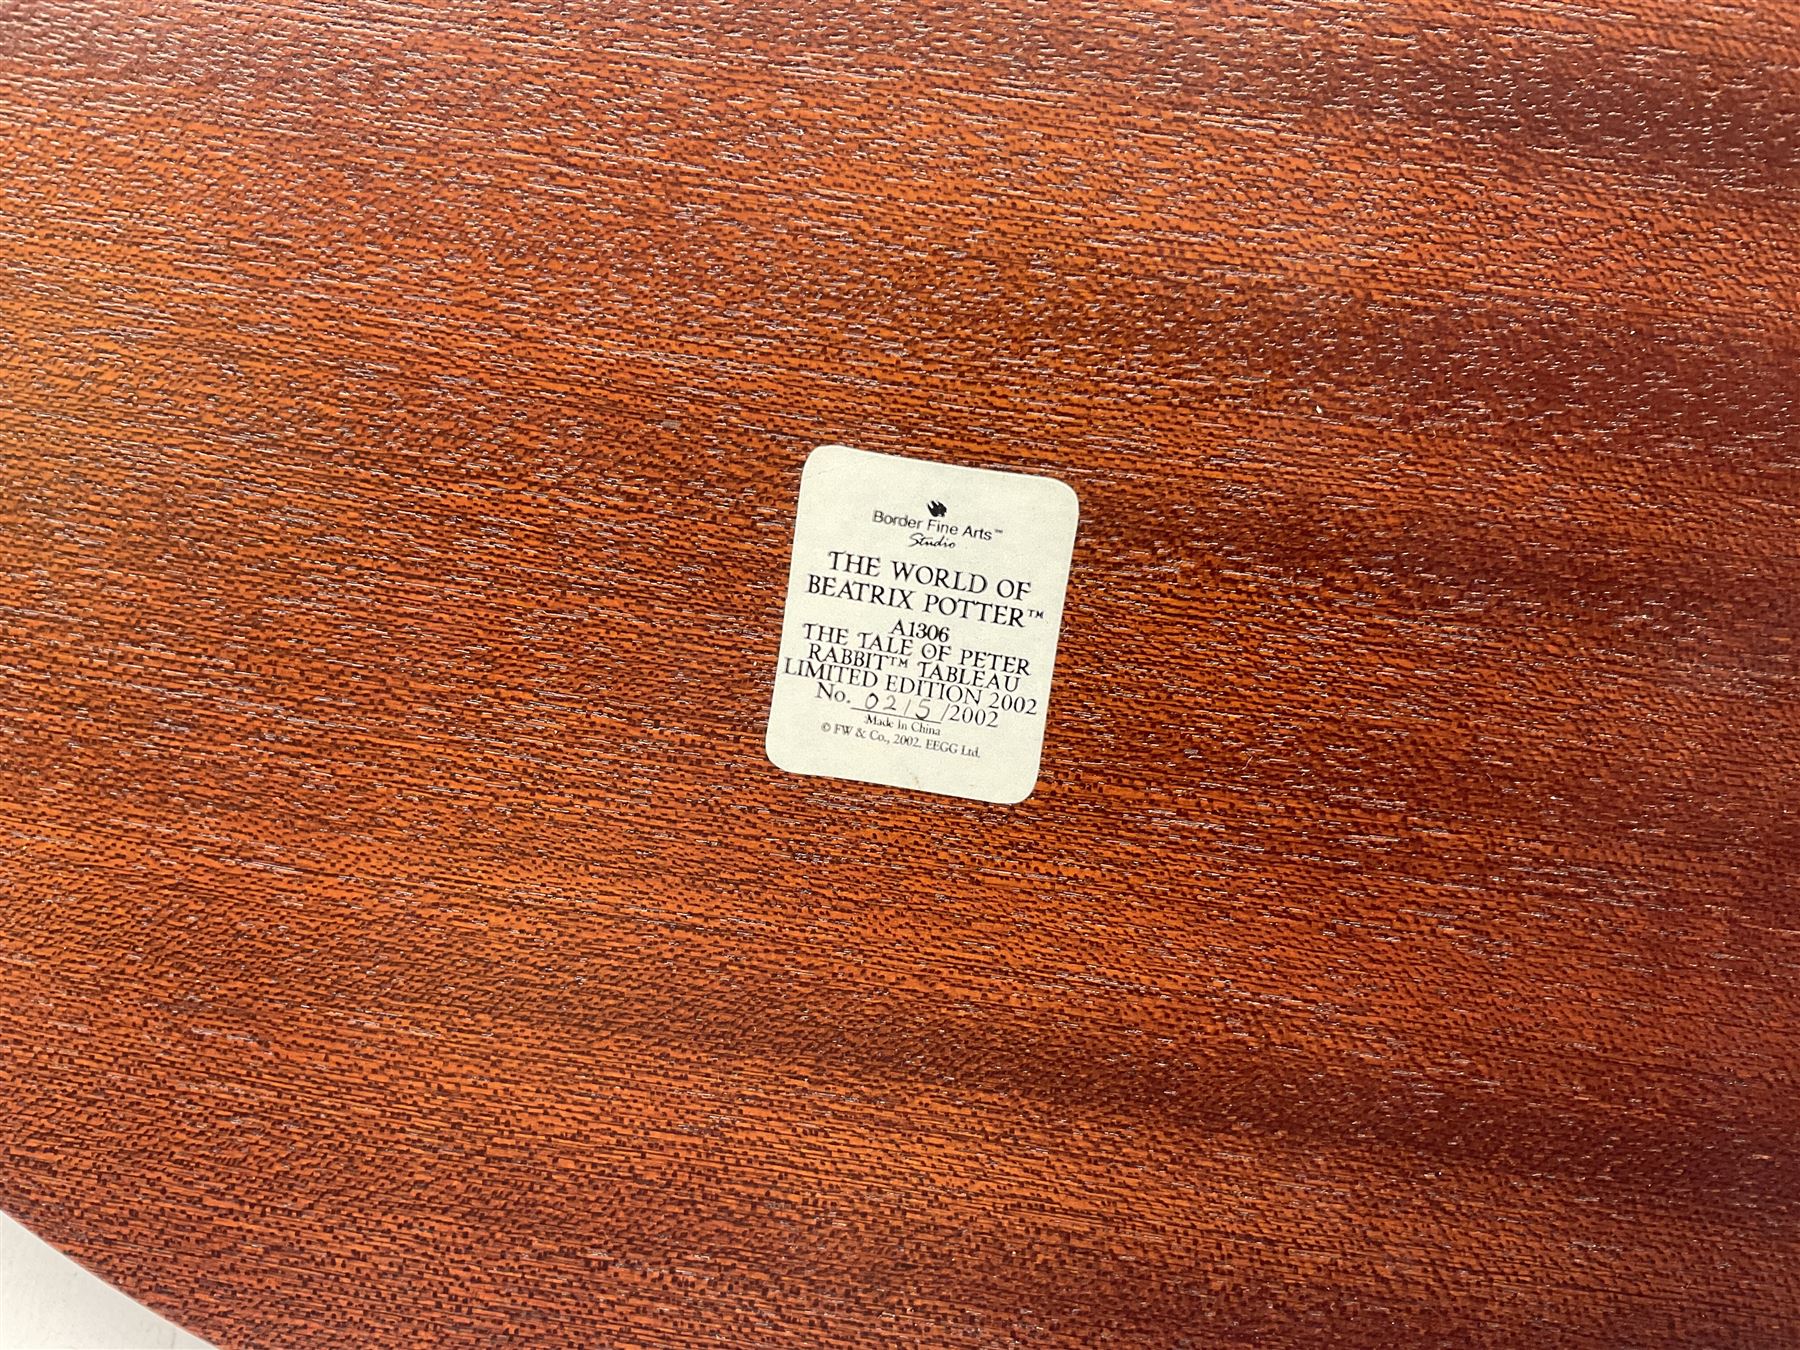 Border Fine Arts™
Studio
THE WORLD OF
BEATRIX POTTER™
A1306
THE TALE OF PETER
RABBIT™ TABLEAU
LIMITED EDITION 2002
No. 0215/2002
Made In China
© FW & Co., 2002. EEGG Ltd.